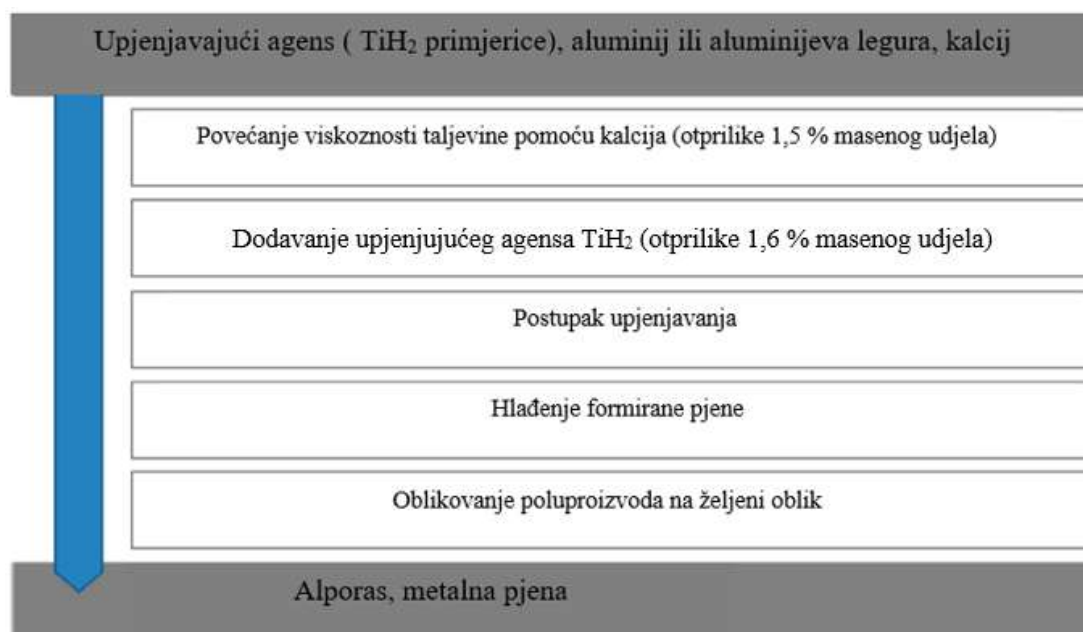 Upjenjavajući agens ( TiH₂ primjerice), aluminij ili aluminijeva legura, kalcij
Povećanje viskoznosti taljevine pomoću kalcija (otprilike 1,5 % masenog udjela)
Dodavanje upjenjujućeg agensa TiH₂ (otprilike 1,6 % masenog udjela)
Postupak upjenjavanja
Hlađenje formirane pjene
Oblikovanje poluproizvoda na željeni oblik
Alporas, metalna pjena